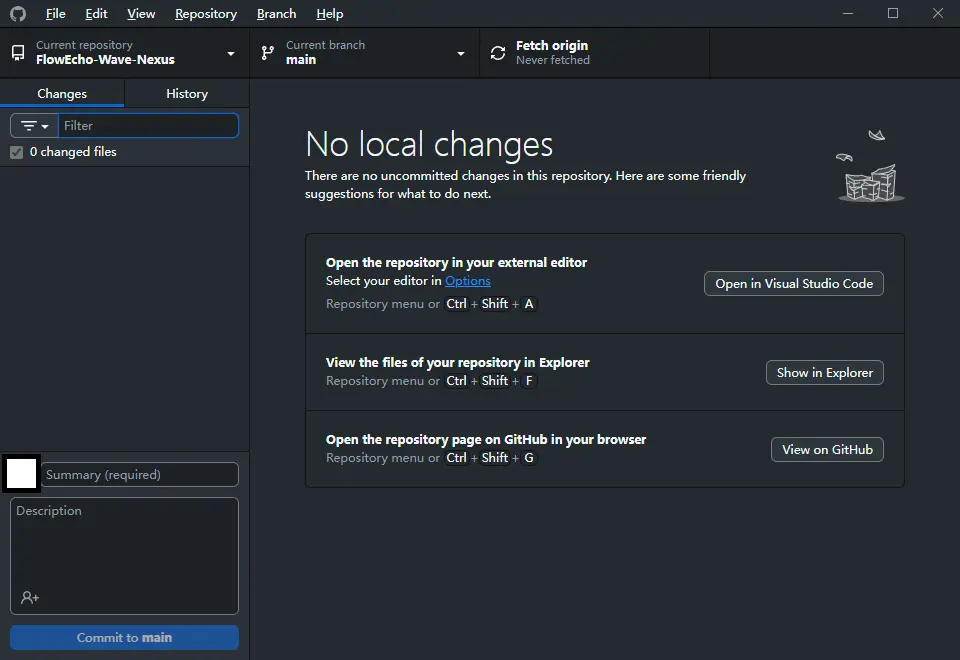 File Edit View Repository Branch Help
Current repository
FlowEcho-Wave-Nexus
Current branch
main
Fetch origin
Never fetched
Changes History
Filter
0 changed files
No local changes
There are no uncommitted changes in this repository. Here are some friendly
suggestions for what to do next.
Open the repository in your external editor
Select your editor in Options
Repository menu or Ctrl + Shift + A
Open in Visual Studio Code
View the files of your repository in Explorer
Repository menu or Ctrl + Shift + F
Show in Explorer
Open the repository page on GitHub in your browser
Repository menu or Ctrl + Shift + G
View on GitHub
Summary (required)
Description
Commit to main